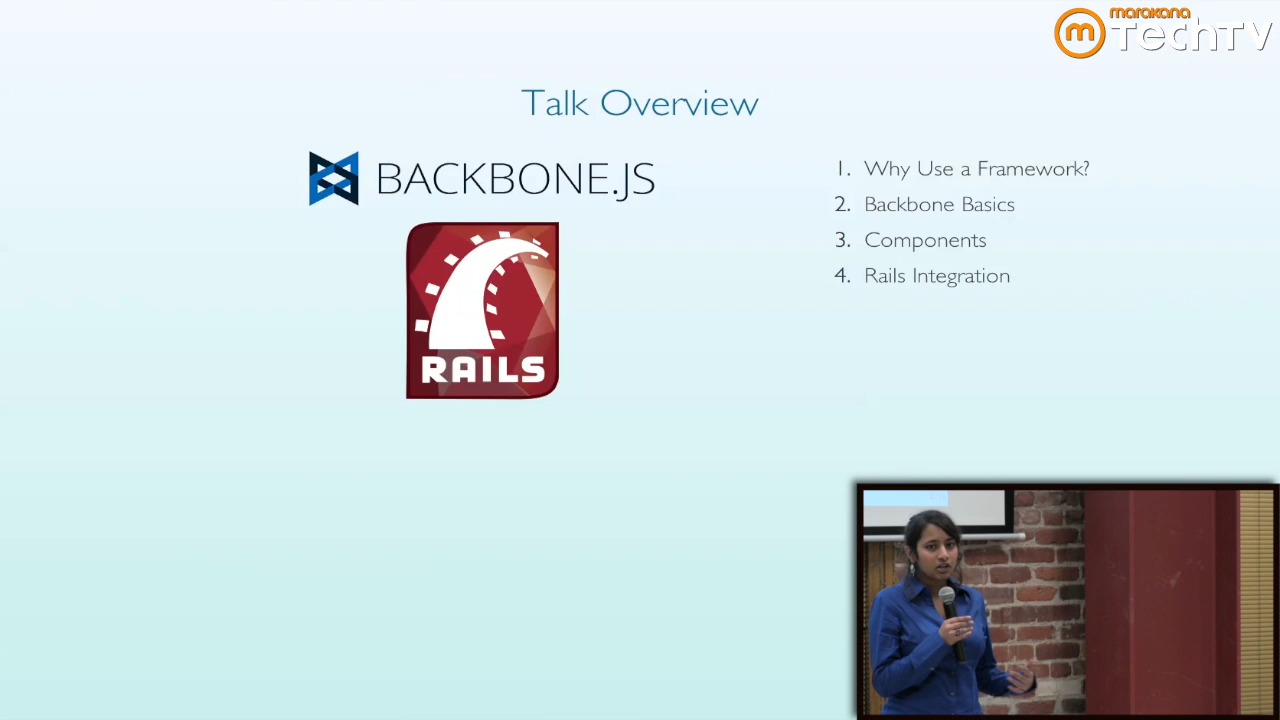 marakana
TechTV
Talk Overview
BACKBONE.JS
RAILS
1. Why Use a Framework?
2. Backbone Basics
3. Components
4. Rails Integration